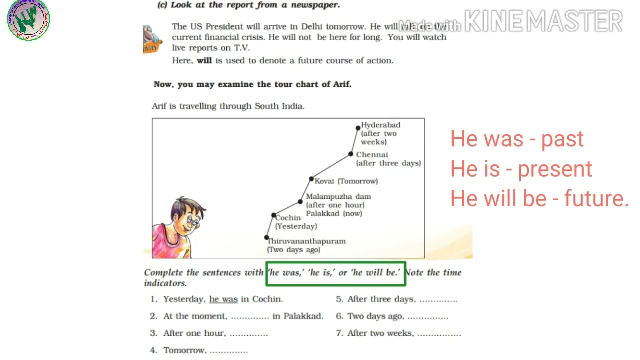 (c) Look at the report from a newspaper.
Made with KINEMASTER
The US President will arrive in Delhi tomorrow. He will
current financial crisis. He will not be here for long. You will watch
live reports on T.V.
Here, will is used to denote a future course of action.
Now, you may examine the tour chart of Arif.
Arif is travelling through South India.
Hyderabad
(after two
weeks)
Chennai
(after three days)
Kovai (Tomorrow)
Malampuzha dam
(after one hour)
Palakkad (now)
Cochin
(Yesterday)
Thiruvananthapuram
(Two days ago)
He was - past
He is - present
He will be - future.
Complete the sentences with 'he was,' 'he is,' or 'he will be.' Note the time
indicators.
1. Yesterday, he was in Cochin.
2. At the moment, ............. in Palakkad.
3. After one hour, .............
4. Tomorrow, .............
5. After three days, .............
6. Two days ago, ..............
7. After two weeks, ...............